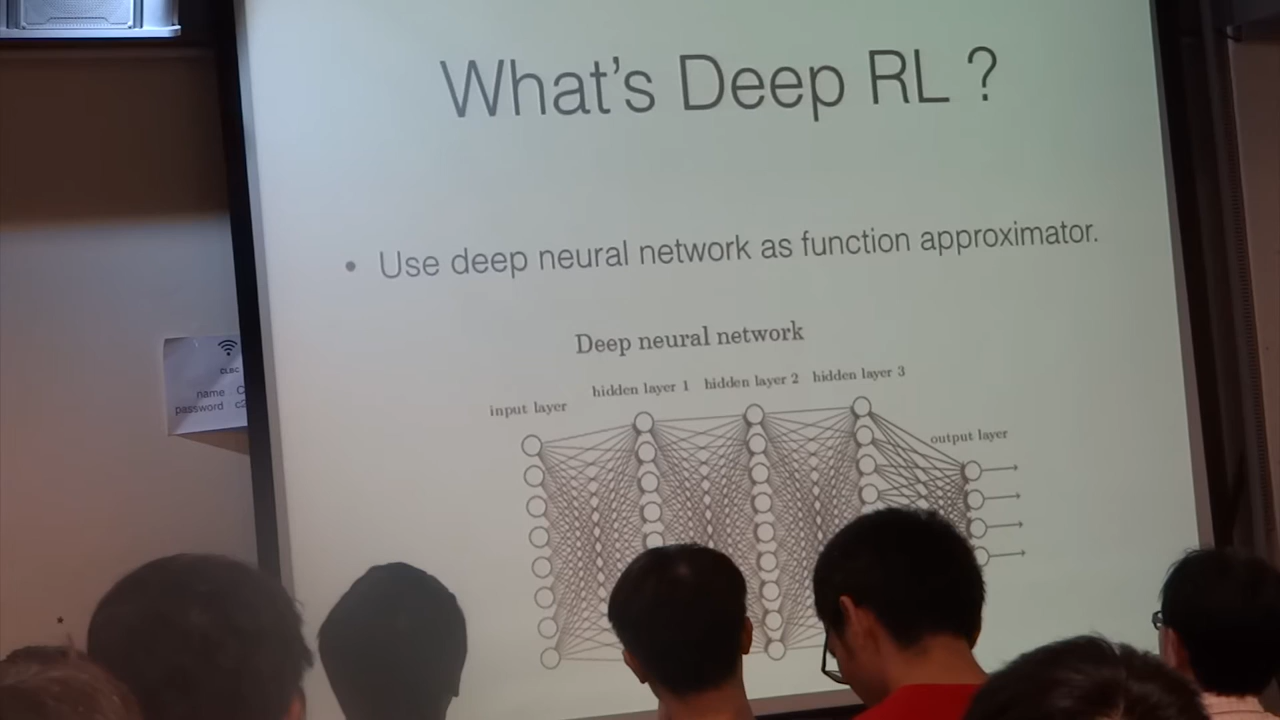 What's Deep RL ?
• Use deep neural network as function approximator.
Deep neural network
hidden layer 1 hidden layer 2 hidden layer 3
input layer
output layer
CLBC
name
password